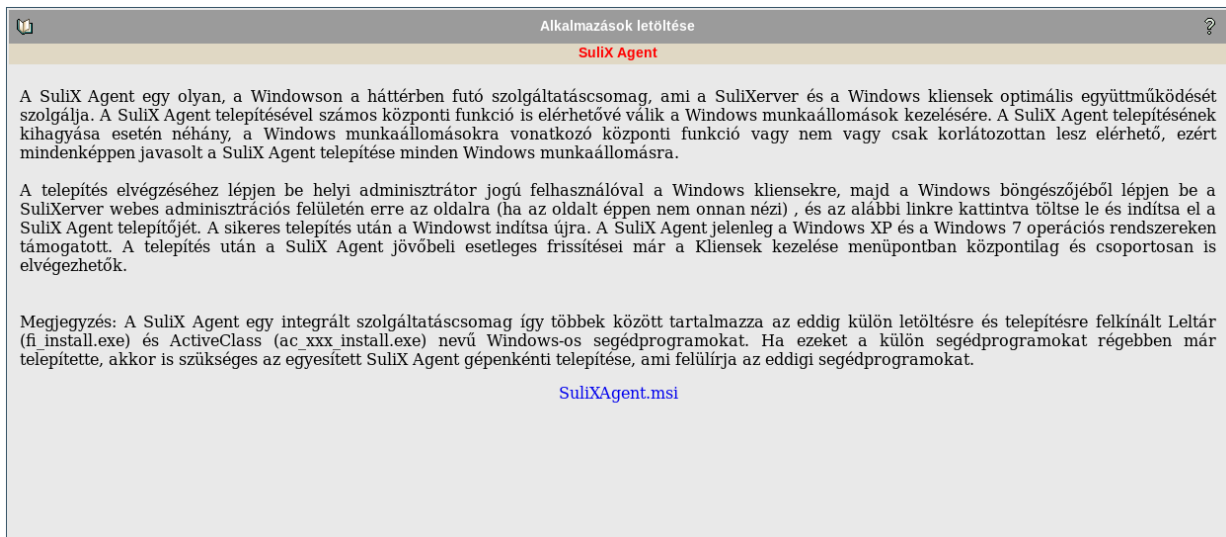 Alkalmazások letöltése
SuliX Agent
A SuliX Agent egy olyan, a Windowson a háttérben futó szolgáltatáscsomag, ami a SuliXerver és a Windows kliensek optimális együttműködését
szolgálja. A SuliX Agent telepítésével számos központi funkció is elérhetővé válik a Windows munkaállomások kezelésére. A SuliX Agent telepítésének
kihagyása esetén néhány, a Windows munkaállomásokra vonatkozó központi funkció vagy nem vagy csak korlátozottan lesz elérhető, ezért
mindenképpen javasolt a SuliX Agent telepítése minden Windows munkaállomásra.
A telepítés elvégzéséhez lépjen be helyi adminisztrátor jogú felhasználóval a Windows kliensekre, majd a Windows böngészőjéből lépjen be a
SuliXerver webes adminisztrációs felületén erre az oldalra (ha az oldalt éppen nem onnan nézi) , és az alábbi linkre kattintva töltse le és indítsa el a
SuliX Agent telepítőjét. A sikeres telepítés után a Windowst indítsa újra. A SuliX Agent jelenleg a Windows XP és a Windows 7 operációs rendszereken
támogatott. A telepítés után a SuliX Agent jövőbeli esetleges frissítései már a Kliensek kezelése menüpontban központilag és csoportosan is
elvégezhetők.
Megjegyzés: A SuliX Agent egy integrált szolgáltatáscsomag így többek között tartalmazza az eddig külön letöltésre és telepítésre felkínált Leltár
(fi_install.exe) és ActiveClass (ac_xxx_install.exe) nevű Windows-os segédprogramokat. Ha ezeket a külön segédprogramokat régebben már
telepítette, akkor is szükséges az egyesített SuliX Agent gépenkénti telepítése, ami felülírja az eddigi segédprogramokat.
SuliXAgent.msi